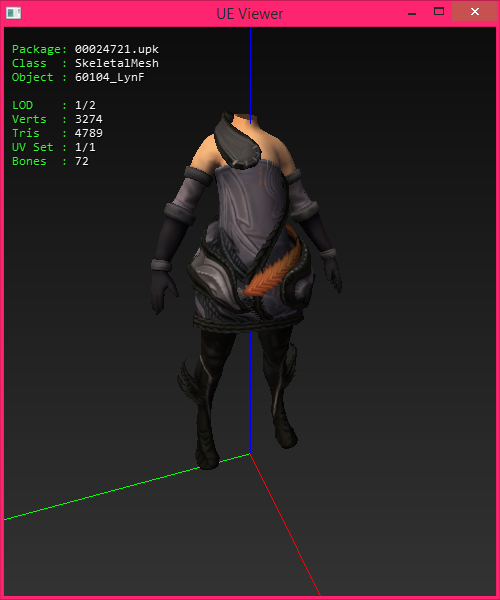 UE Viewer
Package: 00024721.upk
Class  : SkeletalMesh
Object : 60104_LynF
LOD    : 1/2
Verts  : 3274
Tris   : 4789
UV Set : 1/1
Bones  : 72